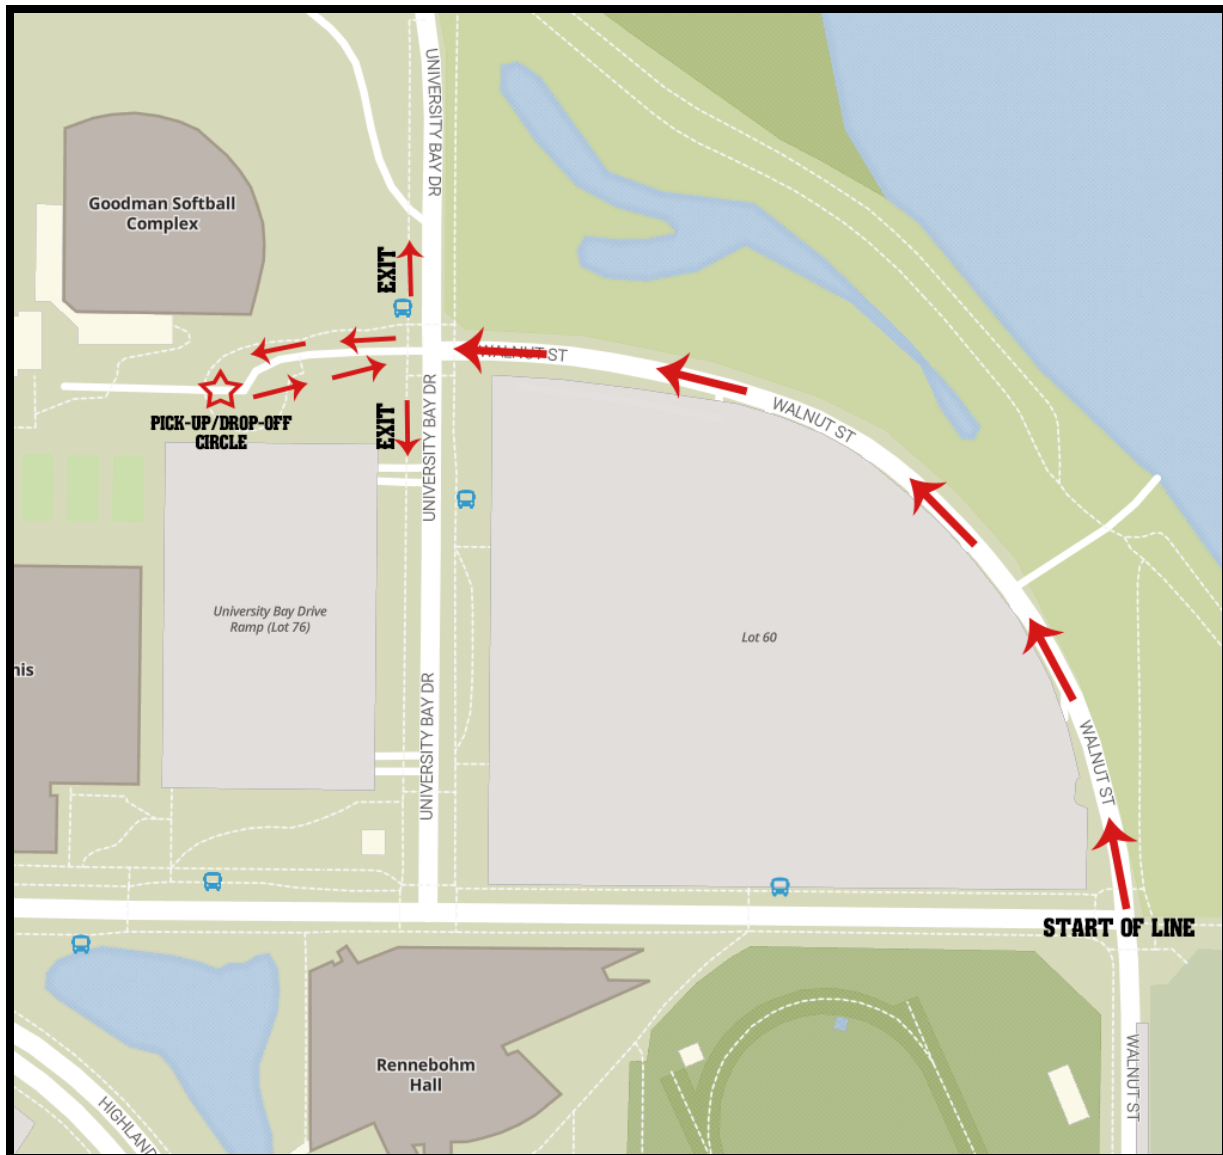 UNIVERSITY BAY DR
Goodman Softball
Complex
EXIT
WALNUT ST
WALNUT ST
PICK-UP/DROP-OFF
CIRCLE
EXIT
UNIVERSITY BAY DR
University Bay Drive
Ramp (Lot 76)
Lot 60
nis
UNIVERSITY BAY DR
WALNUT ST
START OF LINE
Rennebohm
Hall
WALNUT ST
HIGHLAND